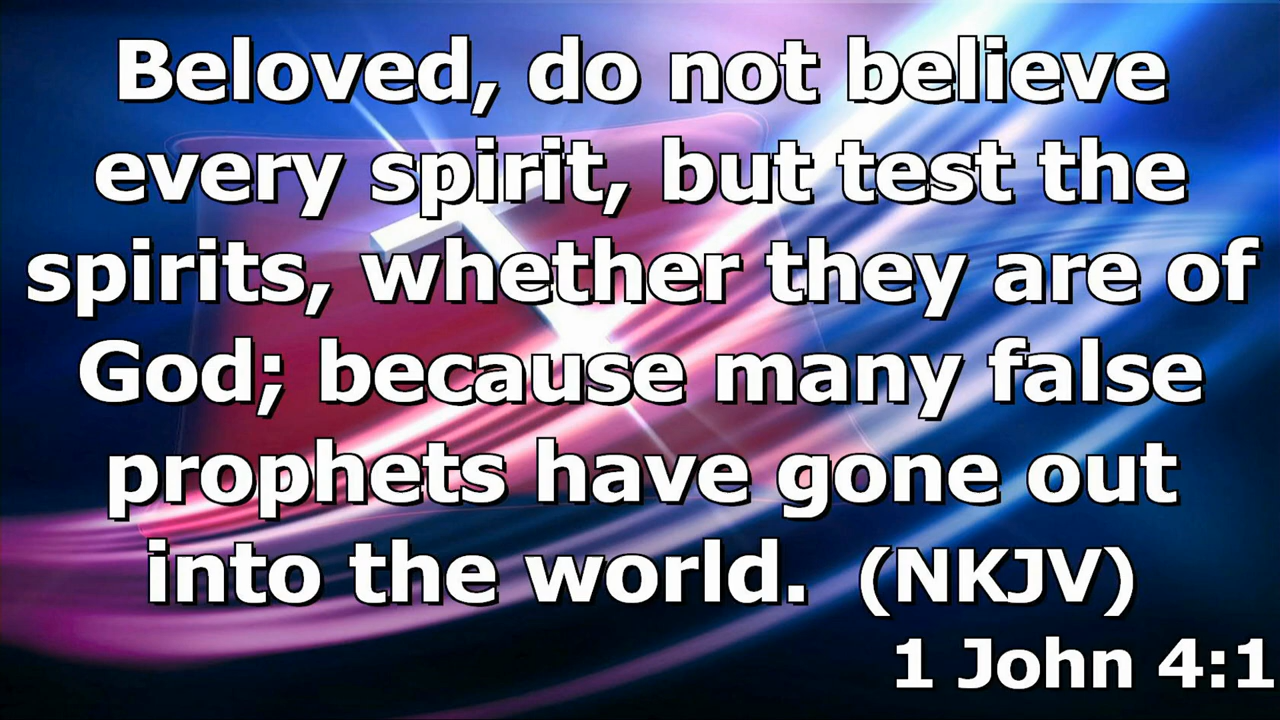 Beloved, do not believe
every spirit, but test the
spirits, whether they are of
God; because many false
prophets have gone out
into the world. (NKJV)
1 John 4:1